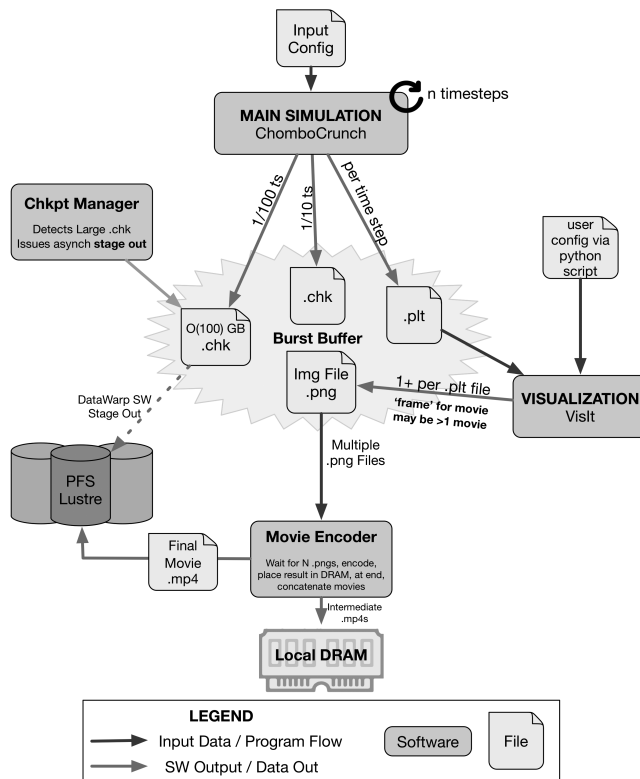 Input
Config
n timesteps
MAIN SIMULATION
ChomboCrunch
1/100 ts
1/10 ts
per time step
Chkpt Manager
Detects Large .chk
Issues asynch stage out
user
config via
python
script
.chk
O(100) GB
.chk
.plt
Burst Buffer
Img File
.png
1+ per .plt file
'frame' for movie
may be >1 movie
VISUALIZATION
VisIt
DataWarp SW
Stage Out
Multiple
.png Files
PFS
Lustre
Final
Movie
.mp4
Movie Encoder
Wait for N .pngs, encode,
place result in DRAM, at end,
concatenate movies
Intermediate
.mp4s
Local DRAM
LEGEND
Input Data / Program Flow
SW Output / Data Out
Software
File